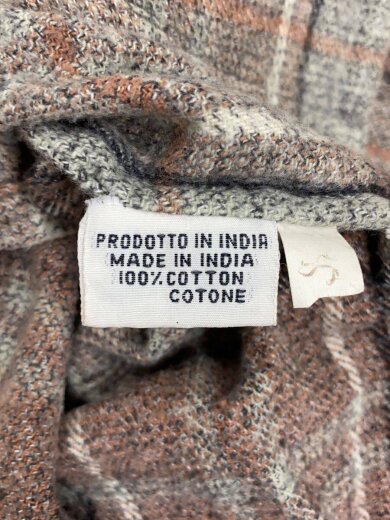 PRODOTTO IN INDIA
MADE IN INDIA
100% COTTON
COTONE
S